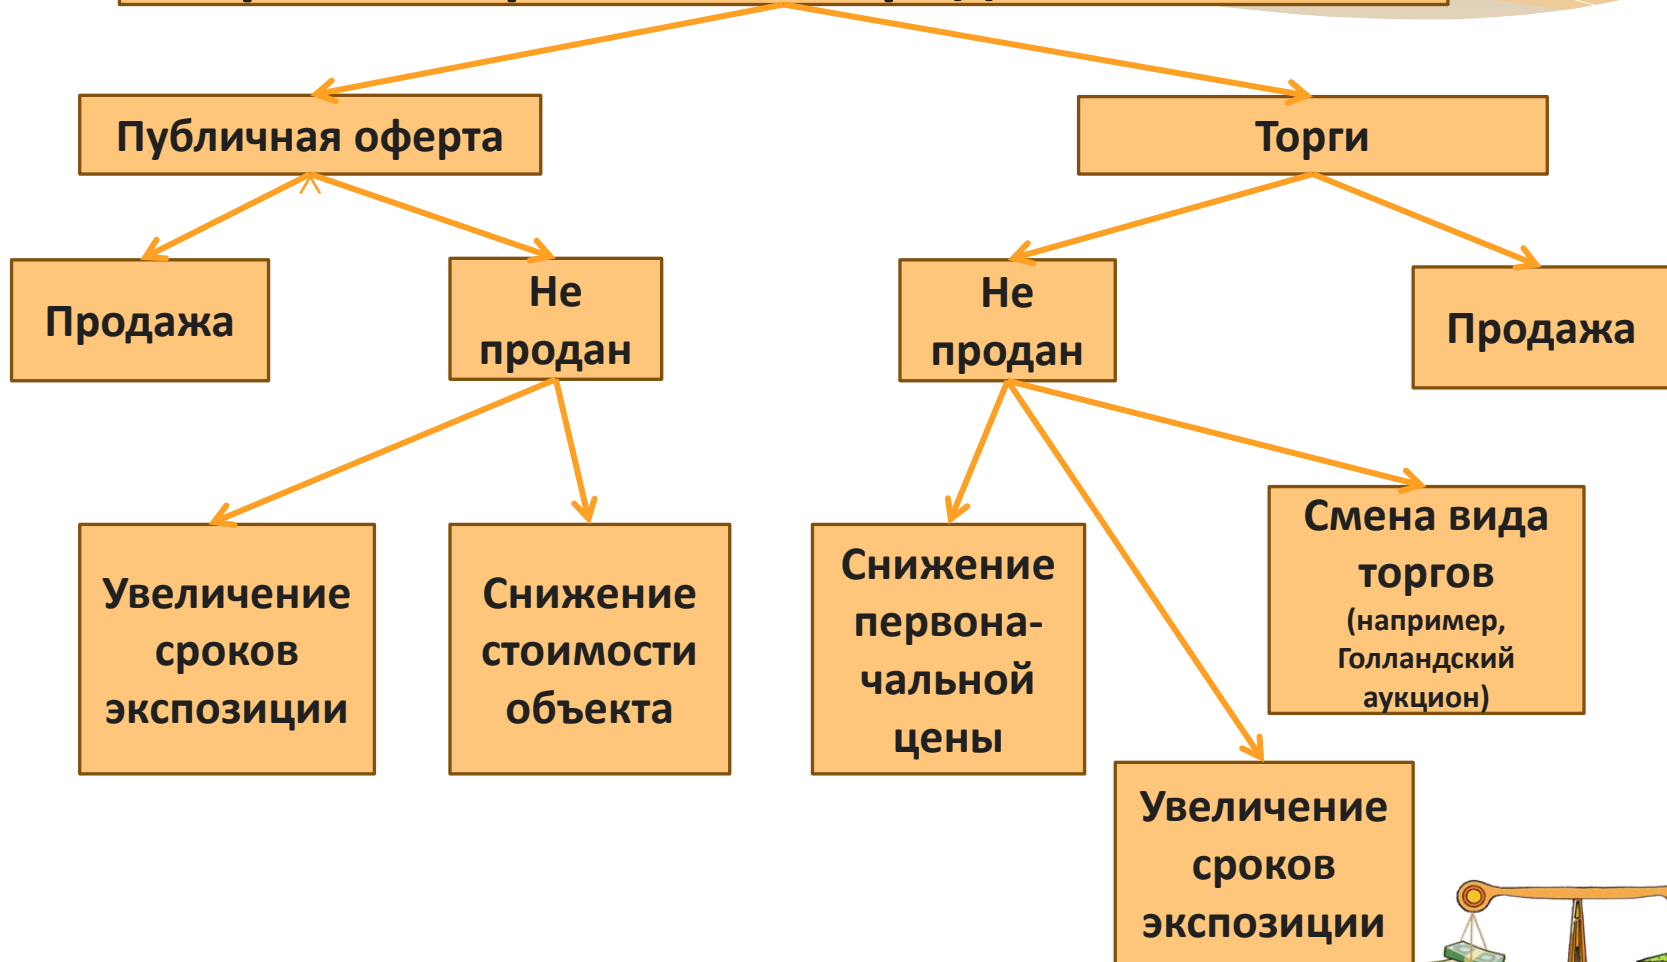 Публичная оферта
Торги
Продажа
Не
продан
Не
продан
Продажа
Увеличение
сроков
экспозиции
Снижение
стоимости
объекта
Снижение
первона-
чальной
цены
Смена вида
торгов
(например,
Голландский
аукцион)
Увеличение
сроков
экспозиции